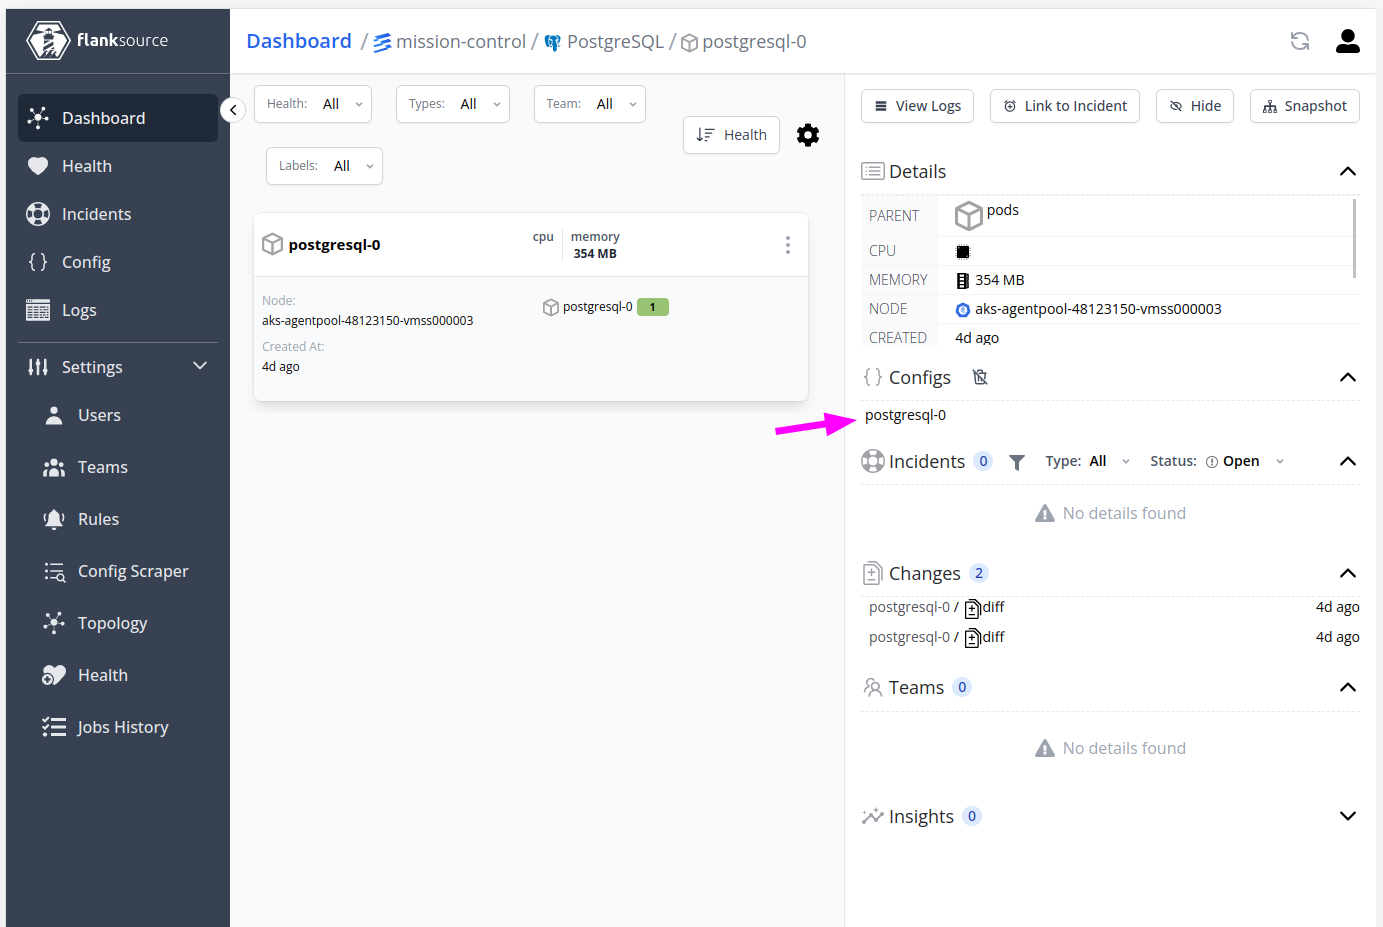 flanksource
Dashboard
Health
Incidents
Config
Logs
Settings
Users
Teams
Rules
Config Scraper
Topology
Health
Jobs History
Dashboard / mission-control / PostgreSQL / postgresql-0
Health: All
Types: All
Team: All
Health
Labels: All
postgresql-0
cpu
memory
354 MB
Node:
aks-agentpool-48123150-vmss000003
Created At:
4d ago
postgresql-0 1
View Logs
Link to Incident
Hide
Snapshot
Details
PARENT pods
CPU
MEMORY 354 MB
NODE aks-agentpool-48123150-vmss000003
CREATED 4d ago
{ } Configs
postgresql-0
Incidents 0 Type: All Status: Open
No details found
Changes 2
postgresql-0 / diff 4d ago
postgresql-0 / diff 4d ago
Teams 0
No details found
Insights 0